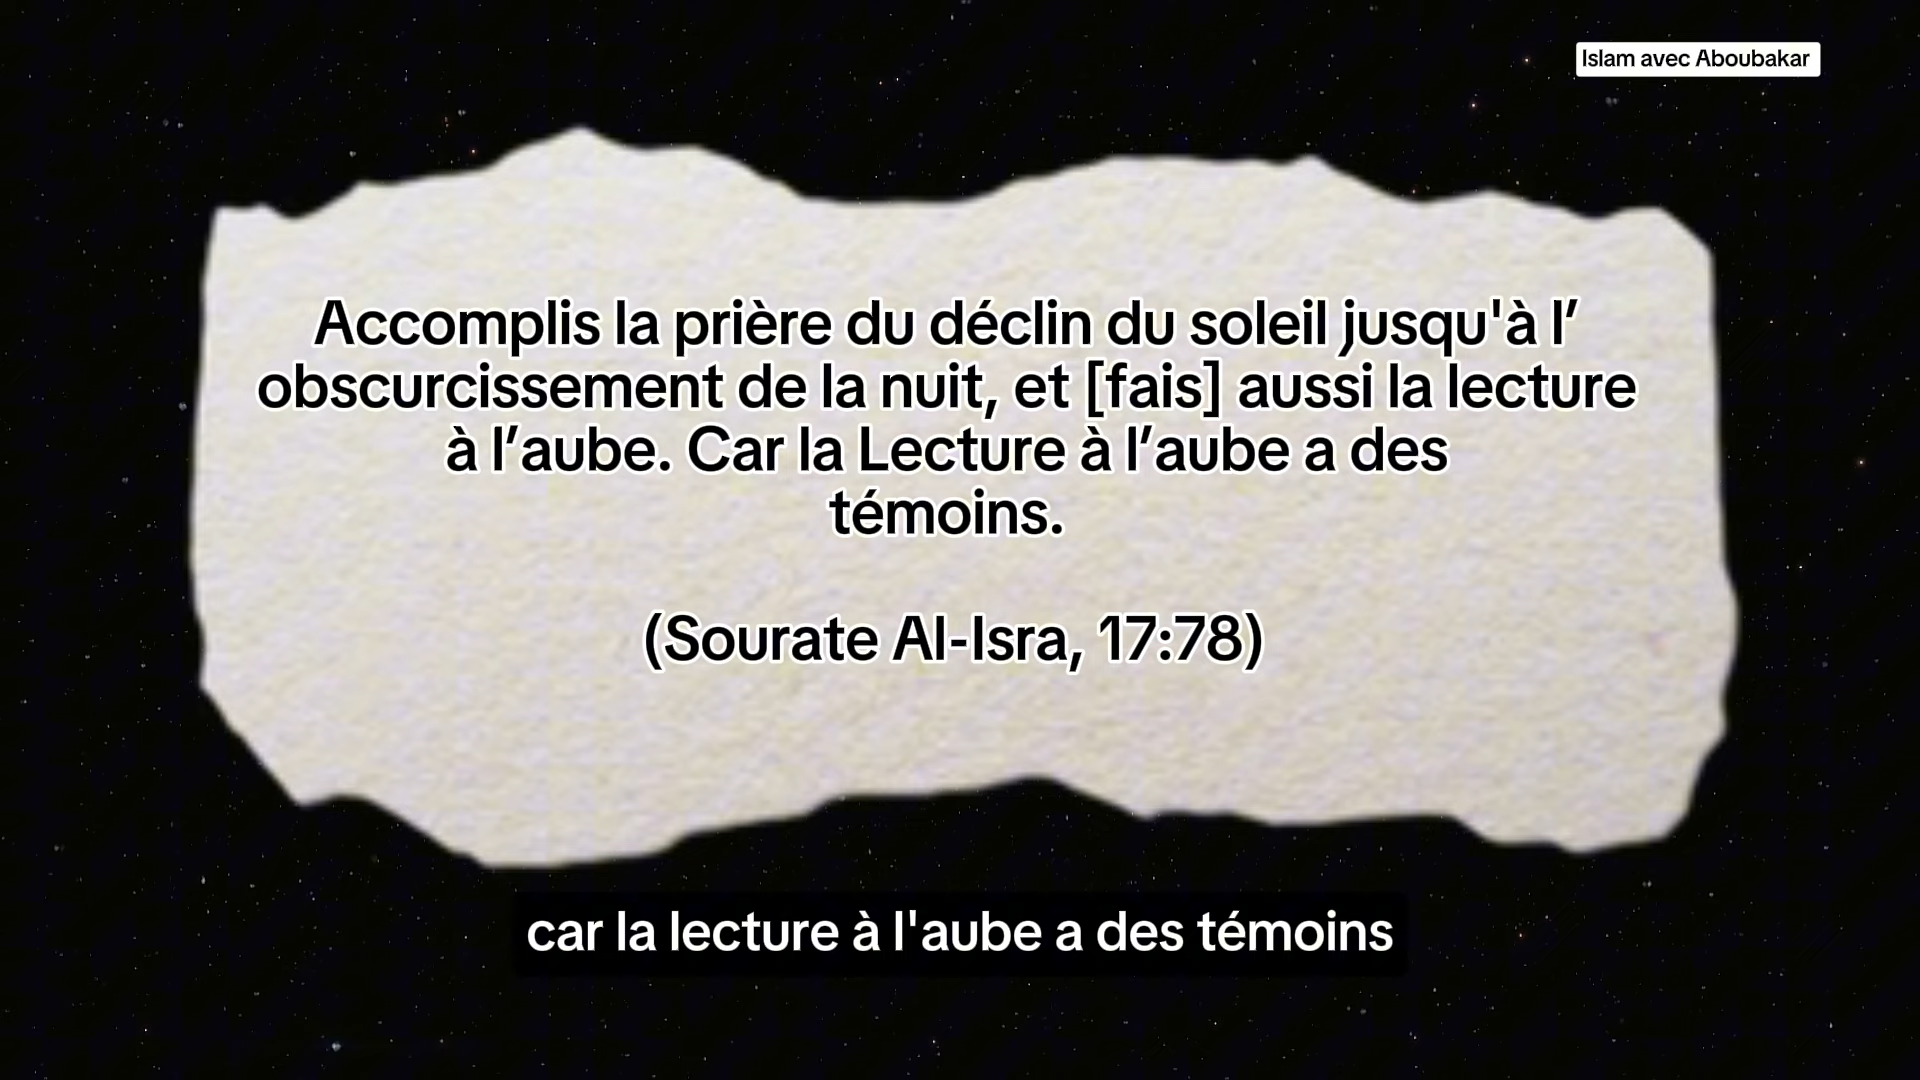 Islam avec Aboubakar
Accomplis la prière du déclin du soleil jusqu'à l’
obscurcissement de la nuit, et [fais] aussi la lecture
à l’aube. Car la Lecture à l’aube a des
témoins.
(Sourate Al-Isra, 17:78)
car la lecture à l'aube a des témoins